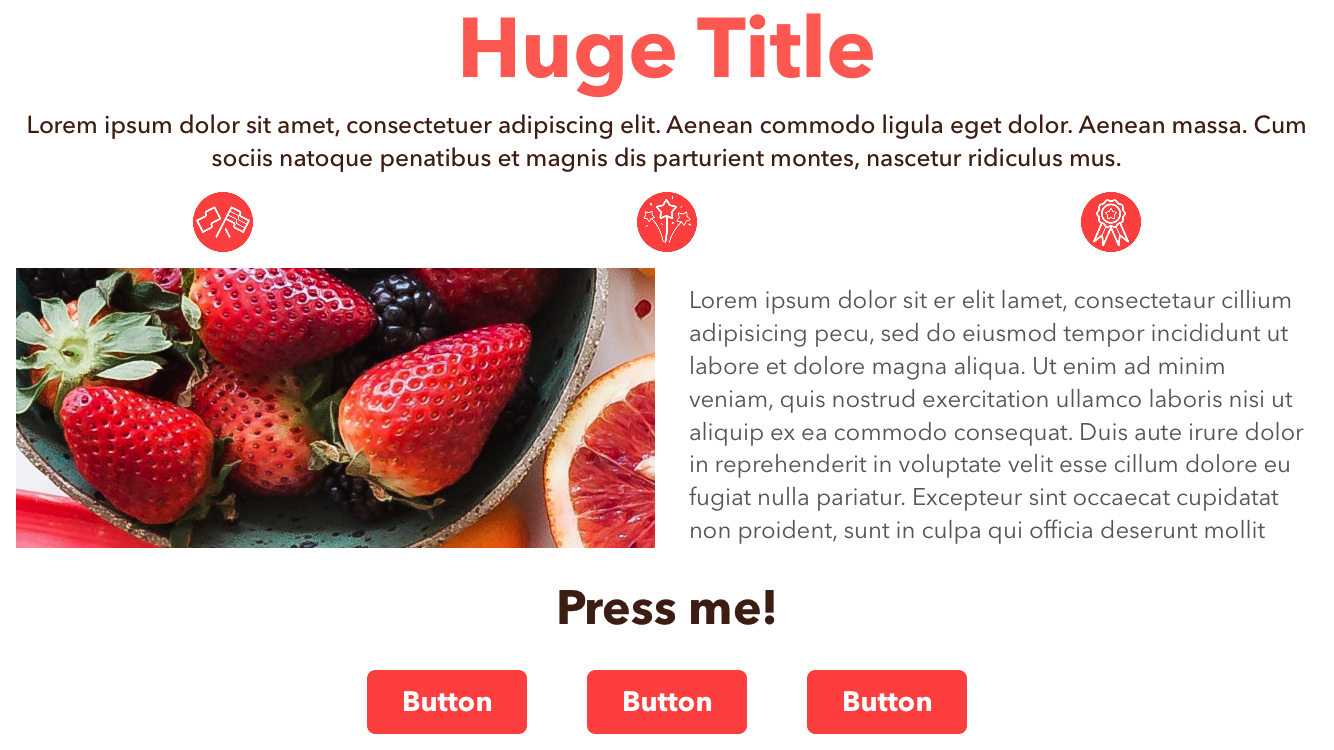 Huge Title
Lorem ipsum dolor sit amet, consectetuer adipiscing elit. Aenean commodo ligula eget dolor. Aenean massa. Cum
sociis natoque penatibus et magnis dis parturient montes, nascetur ridiculus mus.
Lorem ipsum dolor sit er elit lamet, consectetaur cillium
adipisicing pecu, sed do eiusmod tempor incididunt ut
labore et dolore magna aliqua. Ut enim ad minim
veniam, quis nostrud exercitation ullamco laboris nisi ut
aliquip ex ea commodo consequat. Duis aute irure dolor
in reprehenderit in voluptate velit esse cillum dolore eu
fugiat nulla pariatur. Excepteur sint occaecat cupidatat
non proident, sunt in culpa qui officia deserunt mollit
Press me!
Button
Button
Button